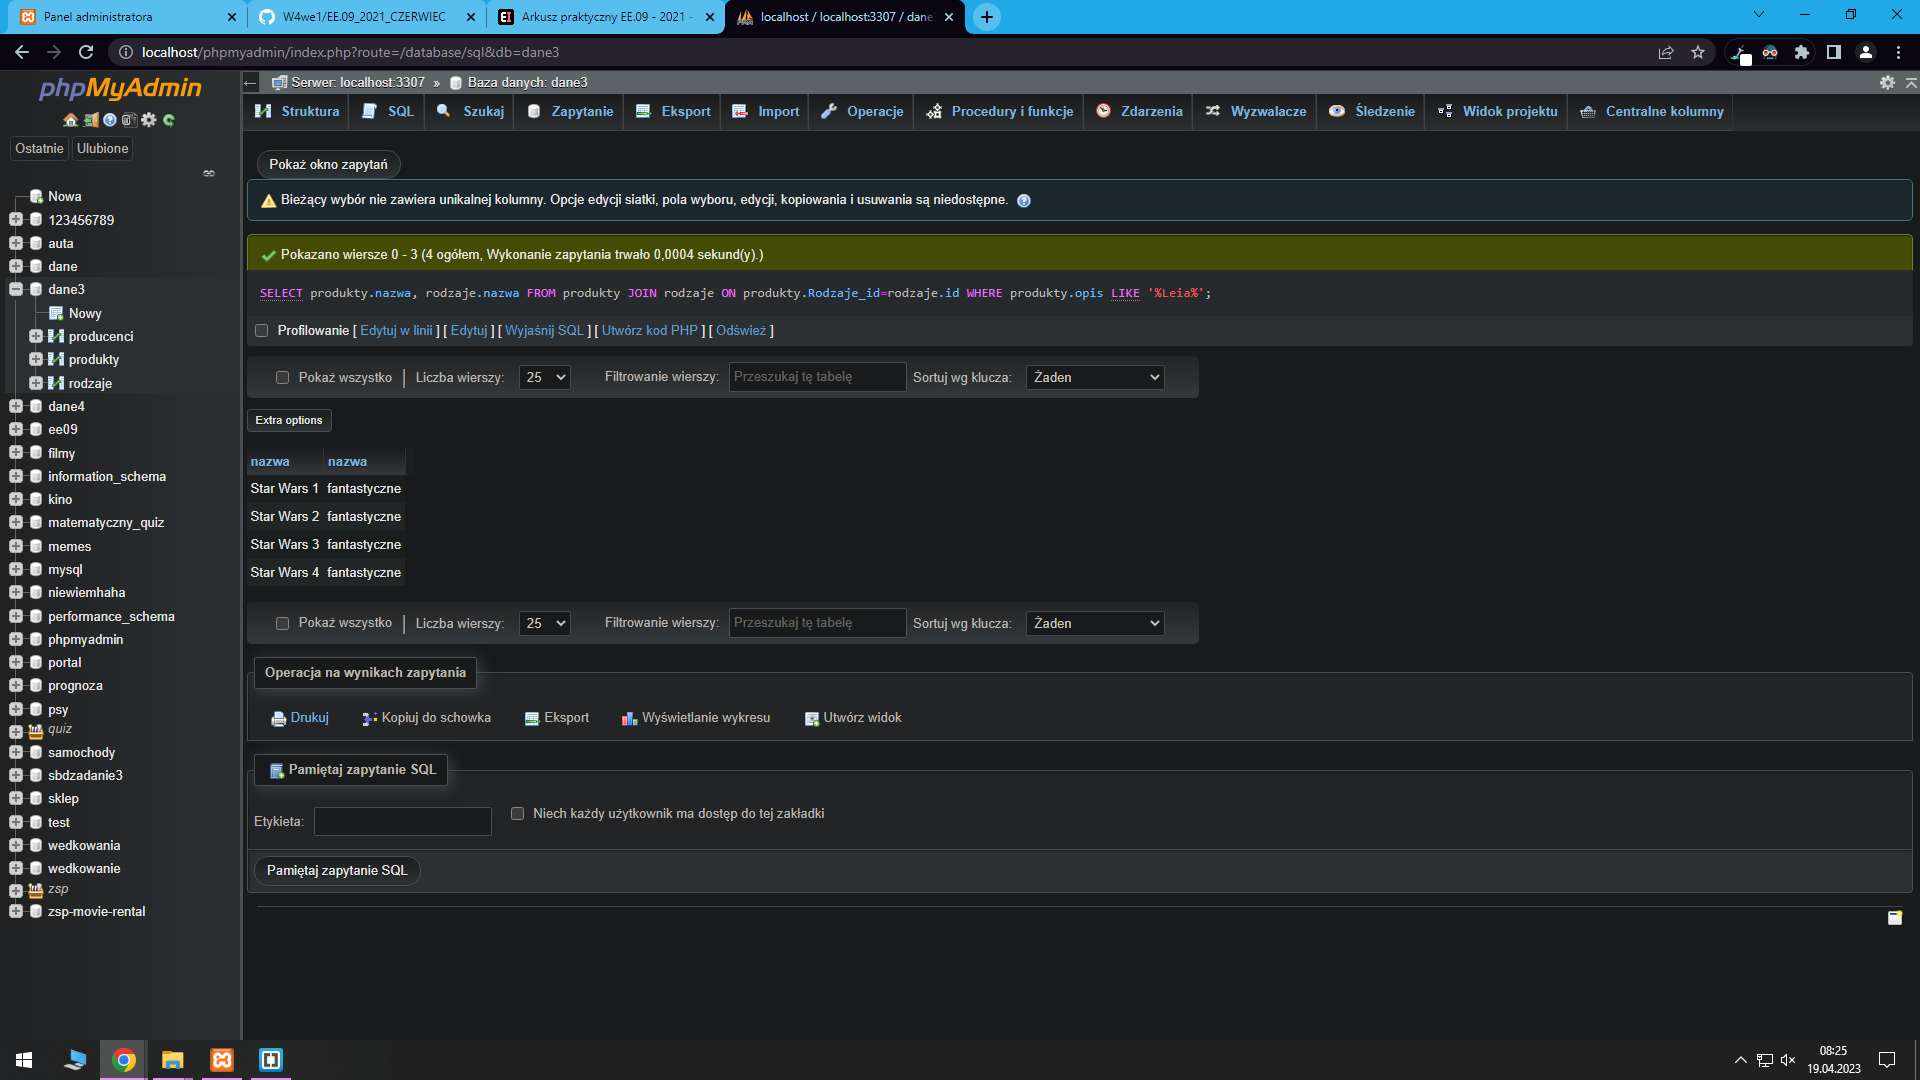 Panel administratora
W4we1/EE.09_2021_CZERWIEC
Arkusz praktyczny EE.09 - 2021 -
localhost / localhost:3307 / dane
localhost/phpmyadmin/index.php?route=/database/sql&db=dane3
phpMyAdmin
Ostatnie
Ulubione
Nowa
123456789
auta
dane
dane3
Nowy
producenci
produkty
rodzaje
dane4
ee09
filmy
information_schema
kino
matematyczny_quiz
memes
mysql
niewiemhaha
performance_schema
phpmyadmin
portal
prognoza
psy
quiz
samochody
sbdzadanie3
sklep
test
wedkowania
wedkowanie
zsp
zsp-movie-rental
Serwer: localhost:3307 » Baza danych: dane3
Struktura
SQL
Szukaj
Zapytanie
Eksport
Import
Operacje
Procedury i funkcje
Zdarzenia
Wyzwalacze
Śledzenie
Widok projektu
Centralne kolumny
Pokaż okno zapytań
Bieżący wybór nie zawiera unikalnej kolumny. Opcje edycji siatki, pola wyboru, edycji, kopiowania i usuwania są niedostępne.
Pokazano wiersze 0 - 3 (4 ogółem, Wykonanie zapytania trwało 0,0004 sekund(y).)
SELECT produkty.nazwa, rodzaje.nazwa FROM produkty JOIN rodzaje ON produkty.Rodzaje_id=rodzaje.id WHERE produkty.opis LIKE '%Leia%';
Profilowanie [ Edytuj w linii ] [ Edytuj ] [ Wyjaśnij SQL ] [ Utwórz kod PHP ] [ Odśwież ]
Pokaż wszystko | Liczba wierszy: 25 Filtrowanie wierszy: Przeszukaj tę tabelę Sortuj wg klucza: Żaden
Extra options
nazwa nazwa
Star Wars 1 fantastyczne
Star Wars 2 fantastyczne
Star Wars 3 fantastyczne
Star Wars 4 fantastyczne
Pokaż wszystko | Liczba wierszy: 25 Filtrowanie wierszy: Przeszukaj tę tabelę Sortuj wg klucza: Żaden
Operacja na wynikach zapytania
Drukuj Kopiuj do schowka Eksport Wyświetlanie wykresu Utwórz widok
Pamiętaj zapytanie SQL
Etykieta: Niech każdy użytkownik ma dostęp do tej zakładki
Pamiętaj zapytanie SQL
08:25
19.04.2023